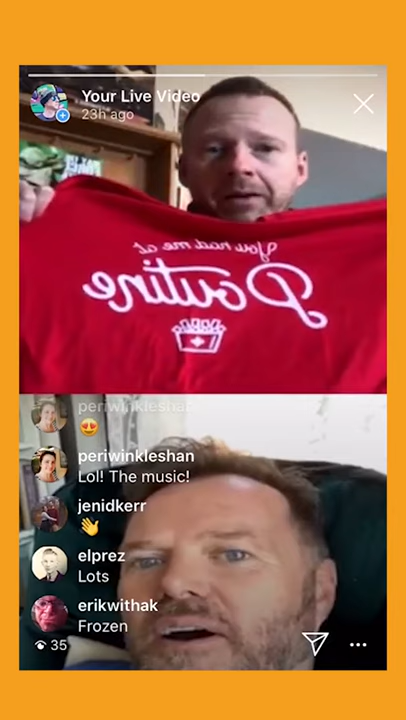 Your Live Video
23h ago
You had me at
Poutine
periwinkleshan
😍
periwinkleshan
Lol! The music!
jenidkerr
👋
elprez
Lots
erikwithak
Frozen
35